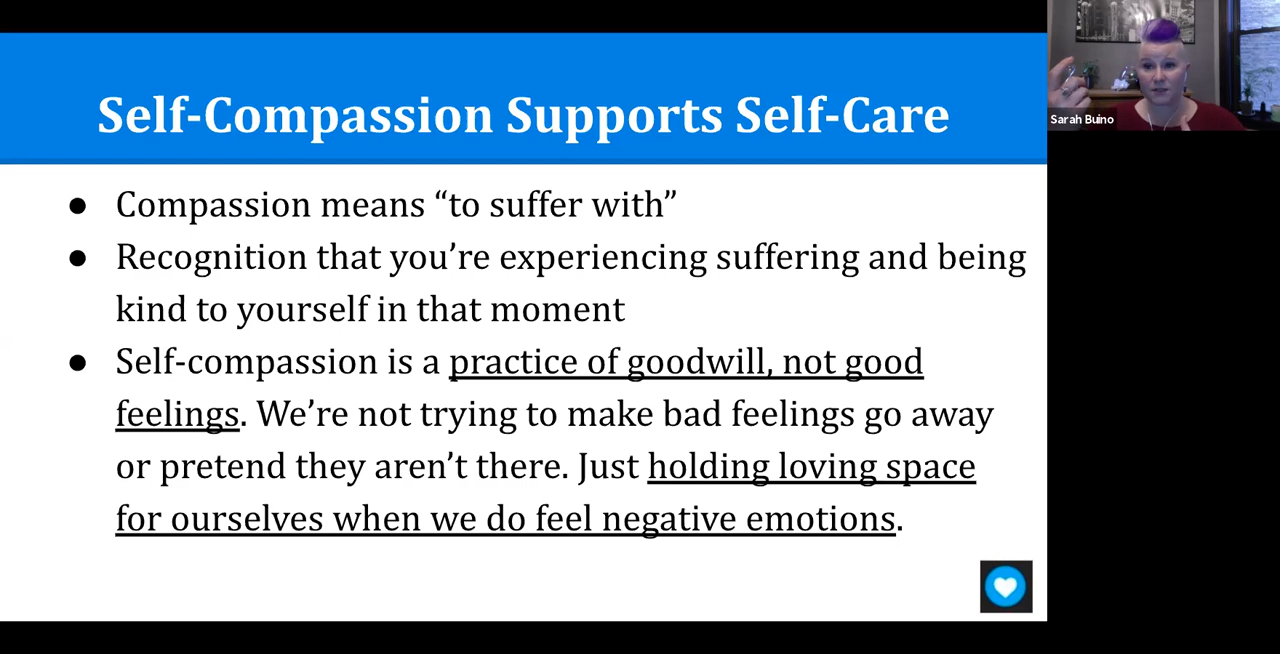 Self-Compassion Supports Self-Care
Sarah Buino
● Compassion means “to suffer with”
● Recognition that you’re experiencing suffering and being
kind to yourself in that moment
● Self-compassion is a practice of goodwill, not good
feelings. We’re not trying to make bad feelings go away
or pretend they aren’t there. Just holding loving space
for ourselves when we do feel negative emotions.